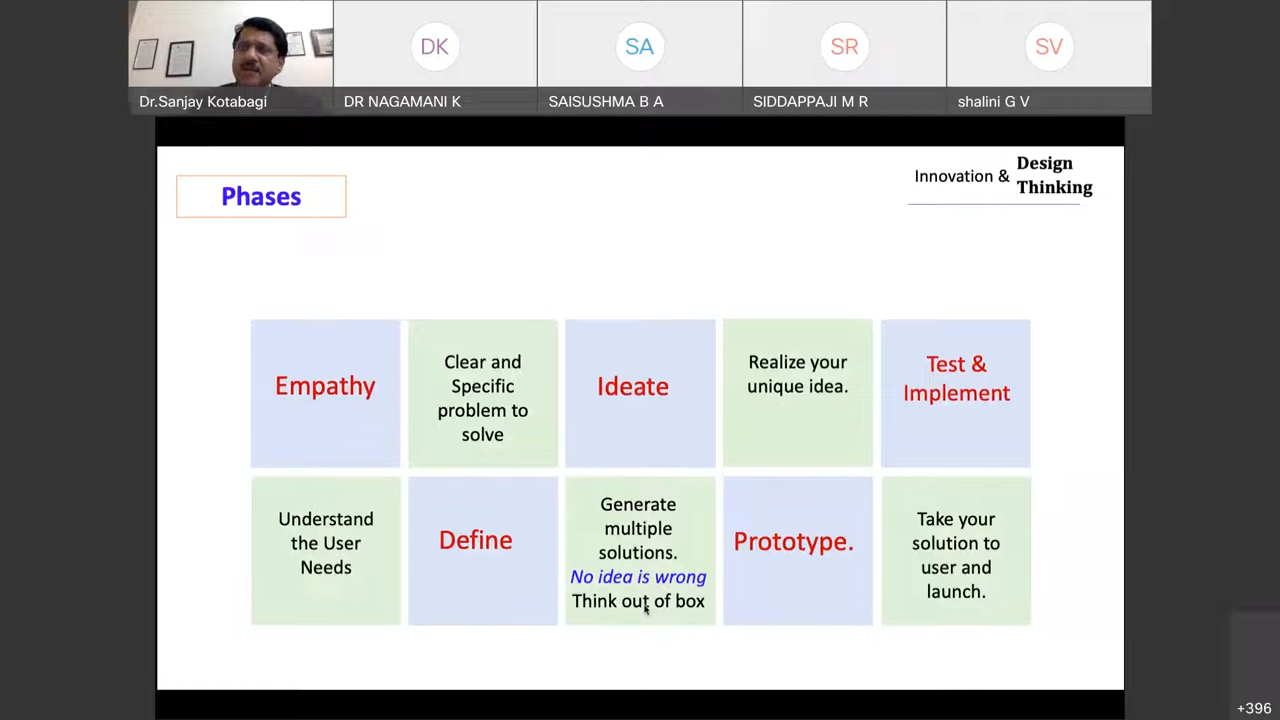 DK
SA
SR
SV
Dr.Sanjay Kotabagi
DR NAGAMANI K
SAISUSHMA B A
SIDDAPPAJI M R
shalini G V
Phases
Innovation & Design
Thinking
Empathy
Clear and
Specific
problem to
solve
Ideate
Realize your
unique idea.
Test &
Implement
Understand
the User
Needs
Define
Generate
multiple
solutions.
No idea is wrong
Think out of box
Prototype.
Take your
solution to
user and
launch.
+396